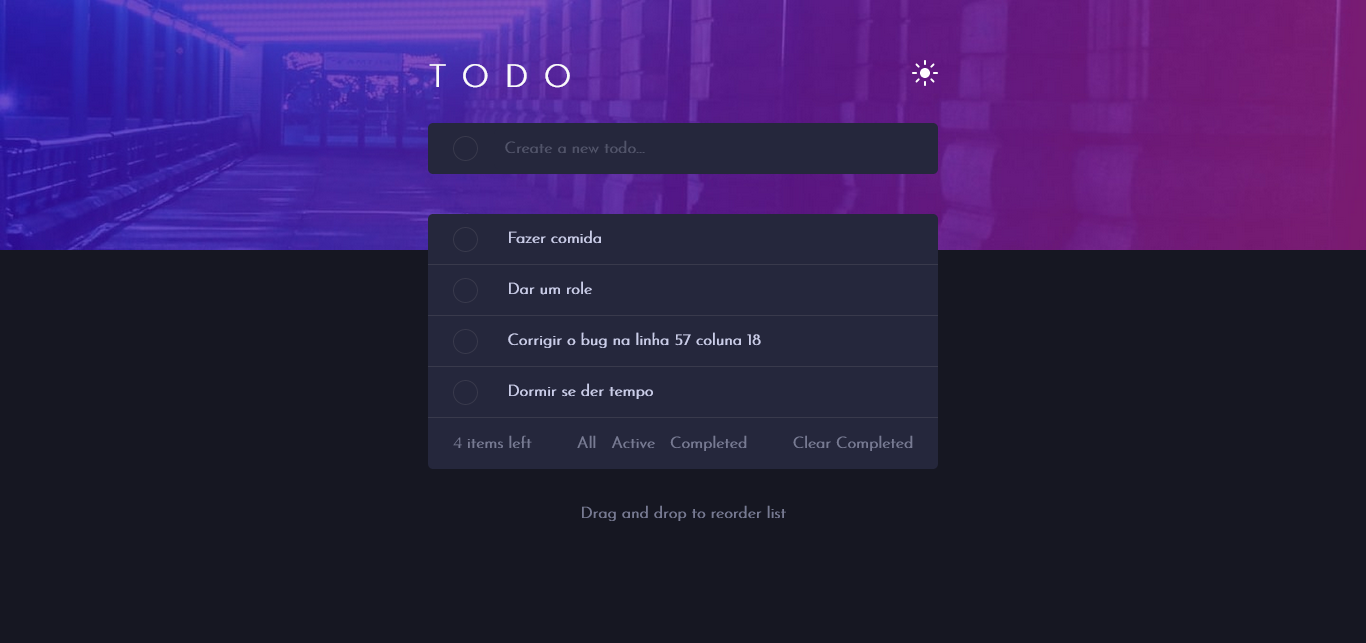 TODO
Create a new todo...
Fazer comida
Dar um role
Corrigir o bug na linha 57 coluna 18
Dormir se der tempo
4 items left All Active Completed Clear Completed
Drag and drop to reorder list